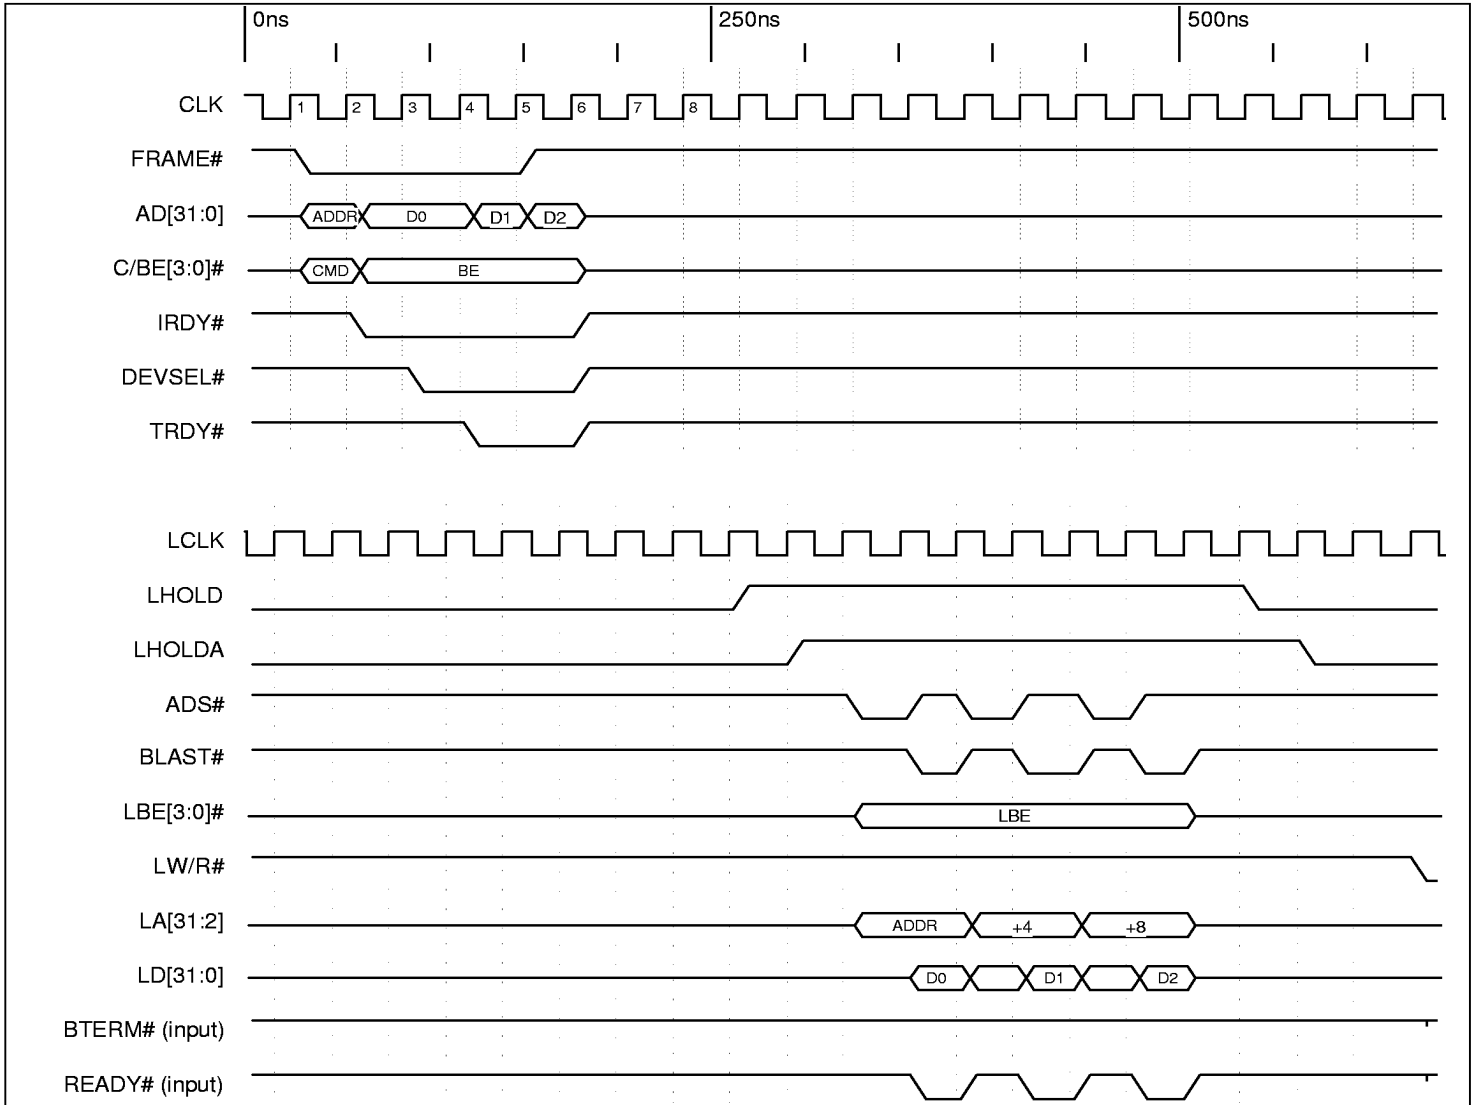 0ns 250ns 500ns
CLK 1 2 3 4 5 6 7 8
FRAME#
AD[31:0] ADDR D0 D1 D2
C/BE[3:0]# CMD BE
IRDY#
DEVSEL#
TRDY#
LCLK
LHOLD
LHOLDA
ADS#
BLAST#
LBE[3:0]# LBE
LW/R#
LA[31:2] ADDR +4 +8
LD[31:0] D0 D1 D2
BTERM# (input)
READY# (input)